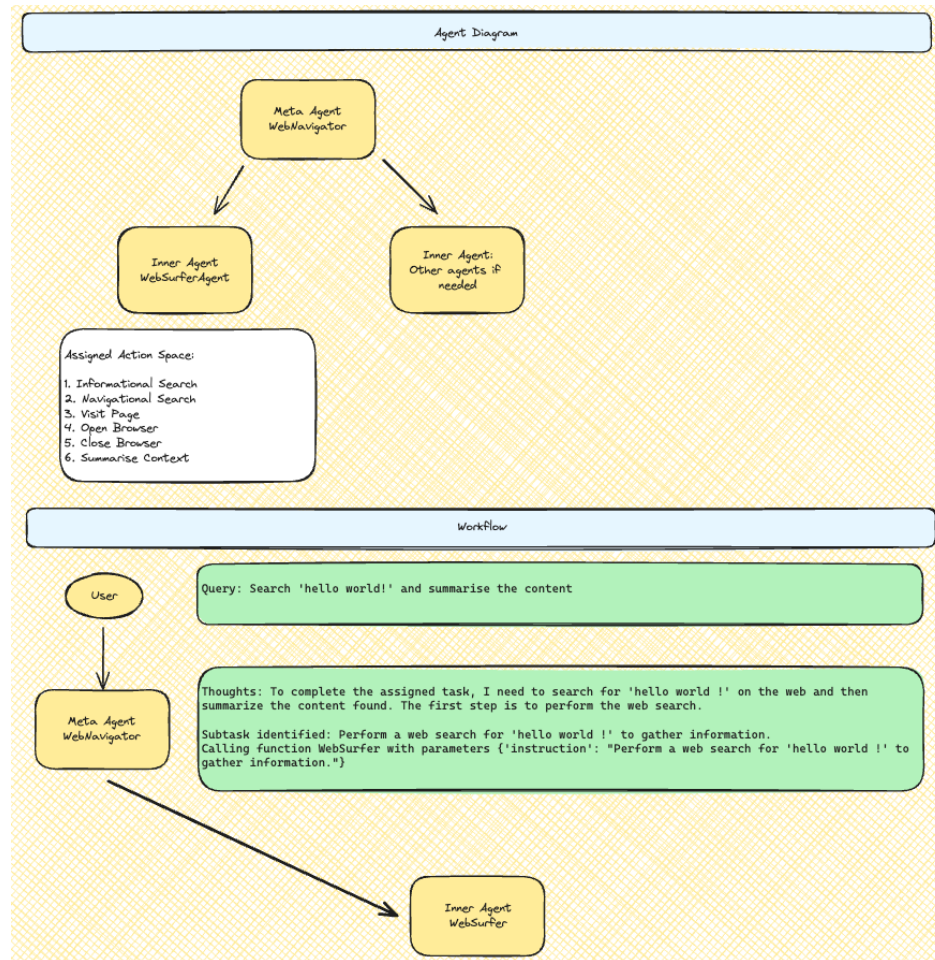 Agent Diagram
Meta Agent
WebNavigator
Inner Agent
WebSurferAgent
Inner Agent:
Other agents if
needed
Assigned Action Space:
1. Informational Search
2. Navigational Search
3. Visit Page
4. Open Browser
5. Close Browser
6. Summarise Context
Workflow
User
Query: Search 'hello world!' and summarise the content
Meta Agent
WebNavigator
Thoughts: To complete the assigned task, I need to search for 'hello world !' on the web and then
summarize the content found. The first step is to perform the web search.
Subtask identified: Perform a web search for 'hello world !' to gather information.
Calling function WebSurfer with parameters {'instruction': "Perform a web search for 'hello world !' to
gather information."}
Inner Agent
WebSurfer